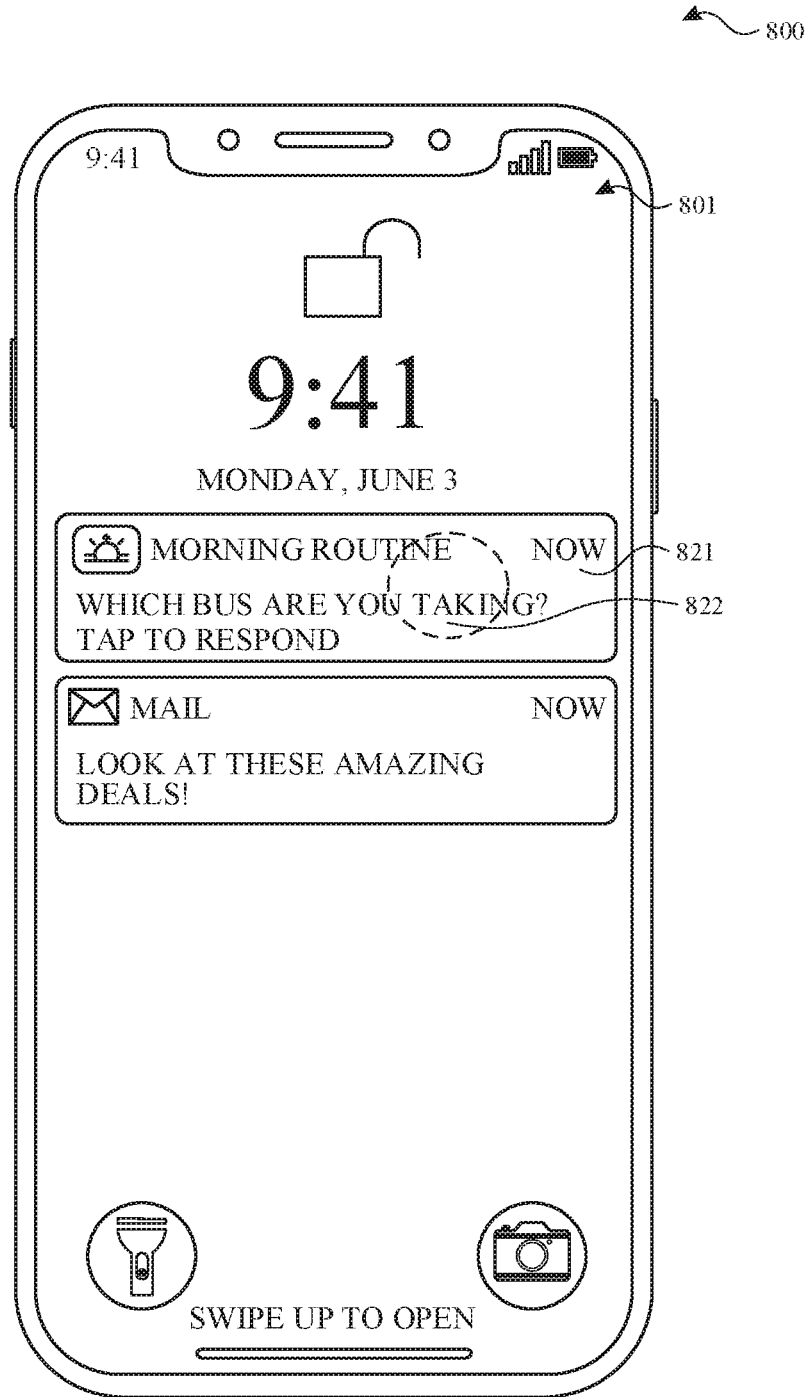 800
9:41
801
9:41
MONDAY, JUNE 3
MORNING ROUTINE NOW
821
WHICH BUS ARE YOU TAKING?
822
TAP TO RESPOND
MAIL NOW
LOOK AT THESE AMAZING
DEALS!
SWIPE UP TO OPEN